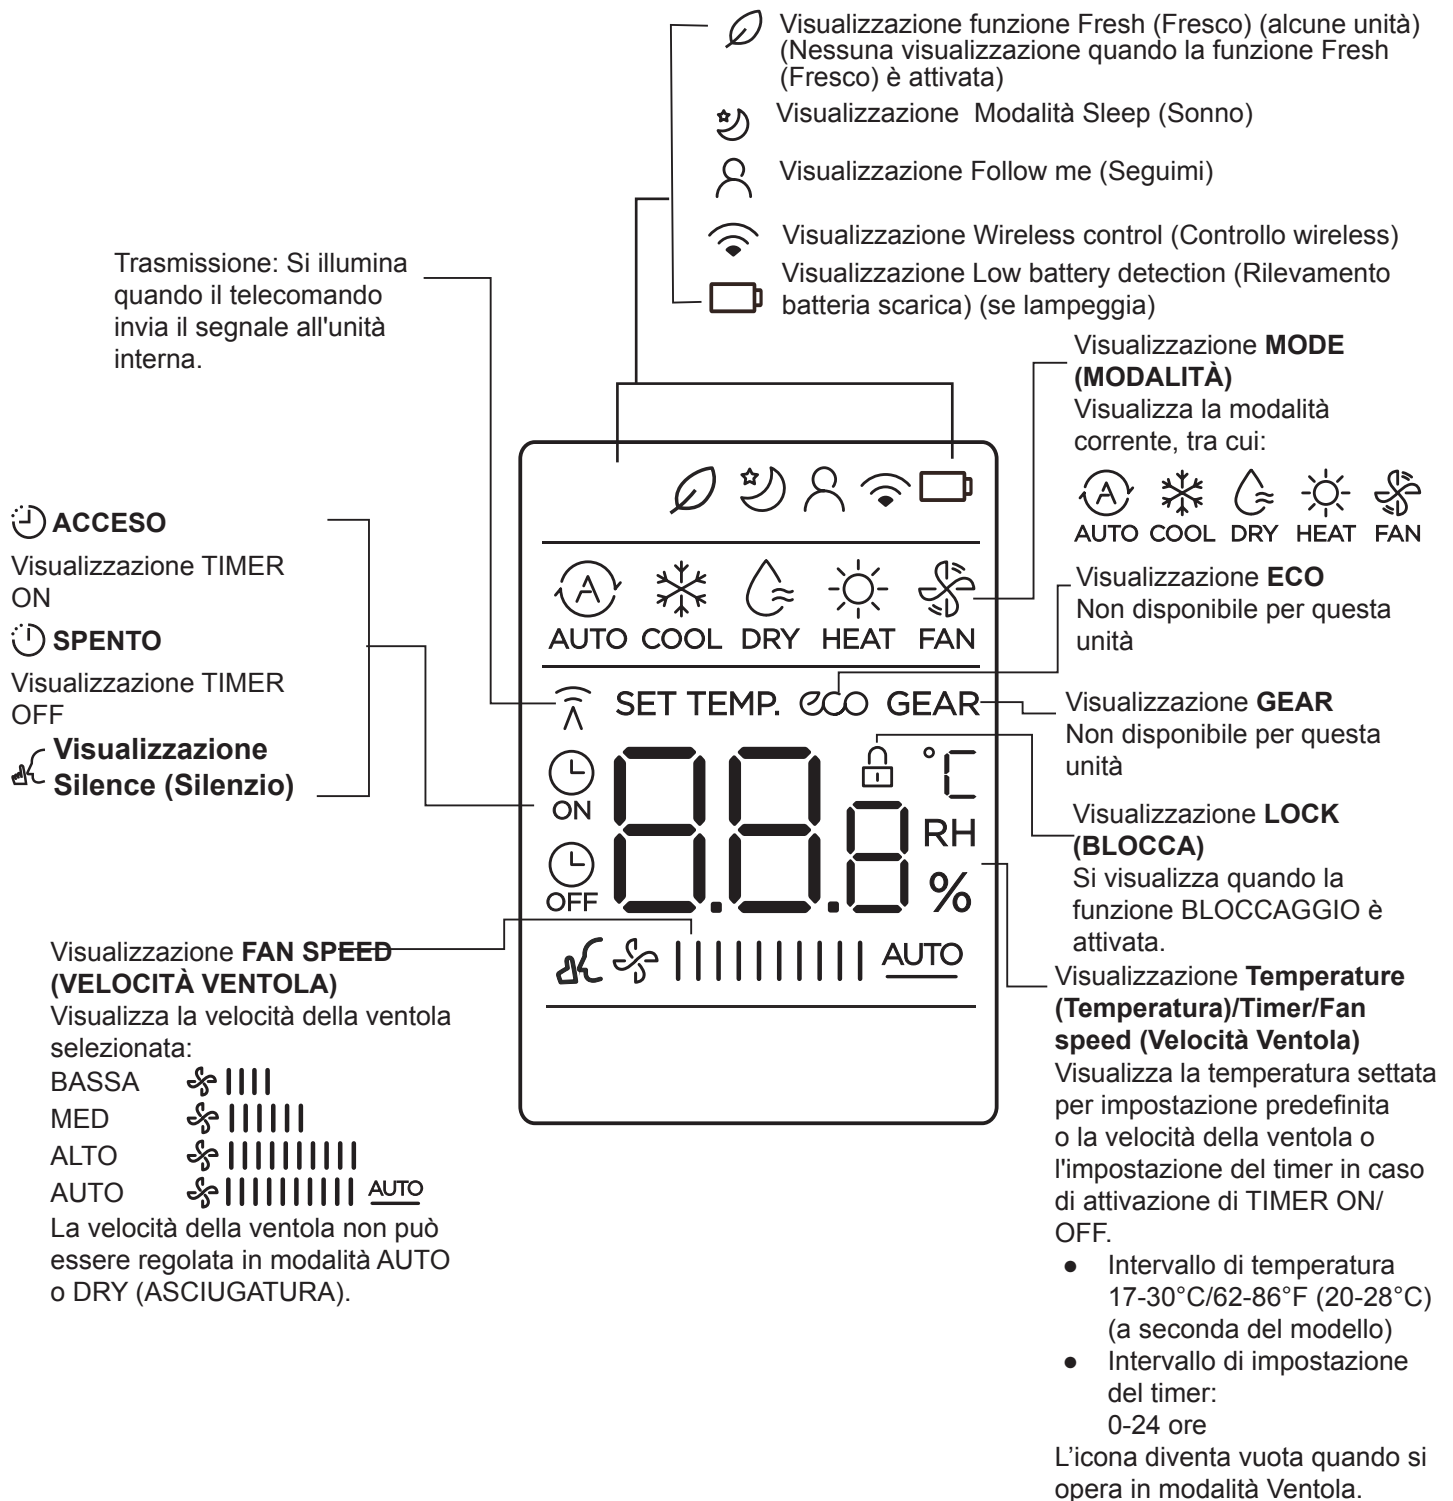 Visualizzazione funzione Fresh (Fresco) (alcune unità)
(Nessuna visualizzazione quando la funzione Fresh
(Fresco) è attivata)
Visualizzazione Modalità Sleep (Sonno)
Visualizzazione Follow me (Seguimi)
Visualizzazione Wireless control (Controllo wireless)
Visualizzazione Low battery detection (Rilevamento
batteria scarica) (se lampeggia)
Trasmissione: Si illumina
quando il telecomando
invia il segnale all'unità
interna.
ACCESO
Visualizzazione TIMER
ON
SPENTO
Visualizzazione TIMER
OFF
Visualizzazione
Silence (Silenzio)
Visualizzazione FAN SPEED
(VELOCITÀ VENTOLA)
Visualizza la velocità della ventola
selezionata:
BASSA
MED
ALTO
AUTO AUTO
La velocità della ventola non può
essere regolata in modalità AUTO
o DRY (ASCIUGATURA).
A
AUTO COOL DRY HEAT FAN
SET TEMP. eco GEAR
ON
OFF
8.8.8
°C
RH
%
AUTO
Visualizzazione MODE
(MODALITÀ)
Visualizza la modalità
corrente, tra cui:
A
AUTO COOL DRY HEAT FAN
Visualizzazione ECO
Non disponibile per questa
unità
Visualizzazione GEAR
Non disponibile per questa
unità
Visualizzazione LOCK
(BLOCCA)
Si visualizza quando la
funzione BLOCCAGGIO è
attivata.
Visualizzazione Temperature
(Temperatura)/Timer/Fan
speed (Velocità Ventola)
Visualizza la temperatura settata
per impostazione predefinita
o la velocità della ventola o
l'impostazione del timer in caso
di attivazione di TIMER ON/
OFF.
● Intervallo di temperatura
17-30°C/62-86°F (20-28°C)
(a seconda del modello)
● Intervallo di impostazione
del timer:
0-24 ore
L’icona diventa vuota quando si
opera in modalità Ventola.